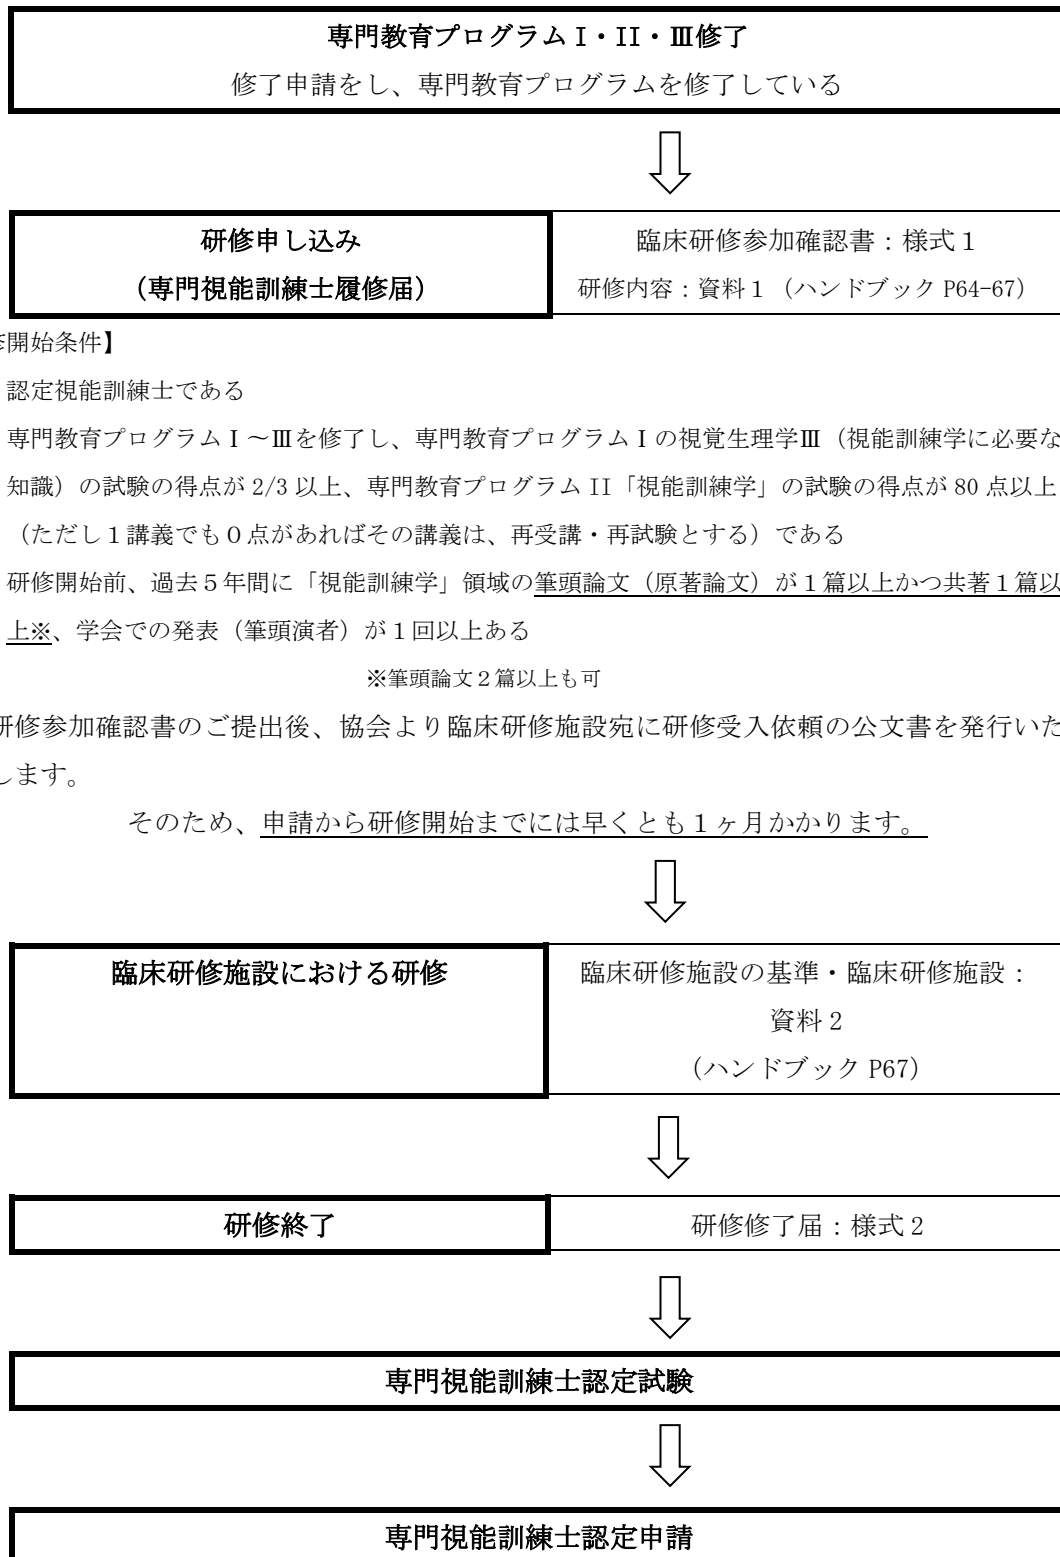 専門教育プログラムⅠ・II・Ⅲ修了
修了申請をし、専門教育プログラムを修了している
研修申し込み
（専門視能訓練士履修届）
臨床研修参加確認書：様式１
研修内容：資料１（ハンドブック P64-67）
開始条件】
認定視能訓練士である
専門教育プログラムⅠ～Ⅲを修了し、専門教育プログラムⅠの視覚生理学Ⅲ（視能訓練学に必要な
知識）の試験の得点が 2/3 以上、専門教育プログラム II「視能訓練学」の試験の得点が 80 点以上
（ただし１講義でも０点があればその講義は、再受講・再試験とする）である
研修開始前、過去５年間に「視能訓練学」領域の筆頭論文（原著論文）が１篇以上かつ共著１篇以
上※、学会での発表（筆頭演者）が１回以上ある
※筆頭論文２篇以上も可
研修参加確認書のご提出後、協会より臨床研修施設宛に研修受入依頼の公文書を発行いた
します。
そのため、申請から研修開始までには早くとも１ヶ月かかります。
臨床研修施設における研修
臨床研修施設の基準・臨床研修施設：
資料 2
（ハンドブック P67）
研修終了
研修修了届：様式 2
専門視能訓練士認定試験
専門視能訓練士認定申請